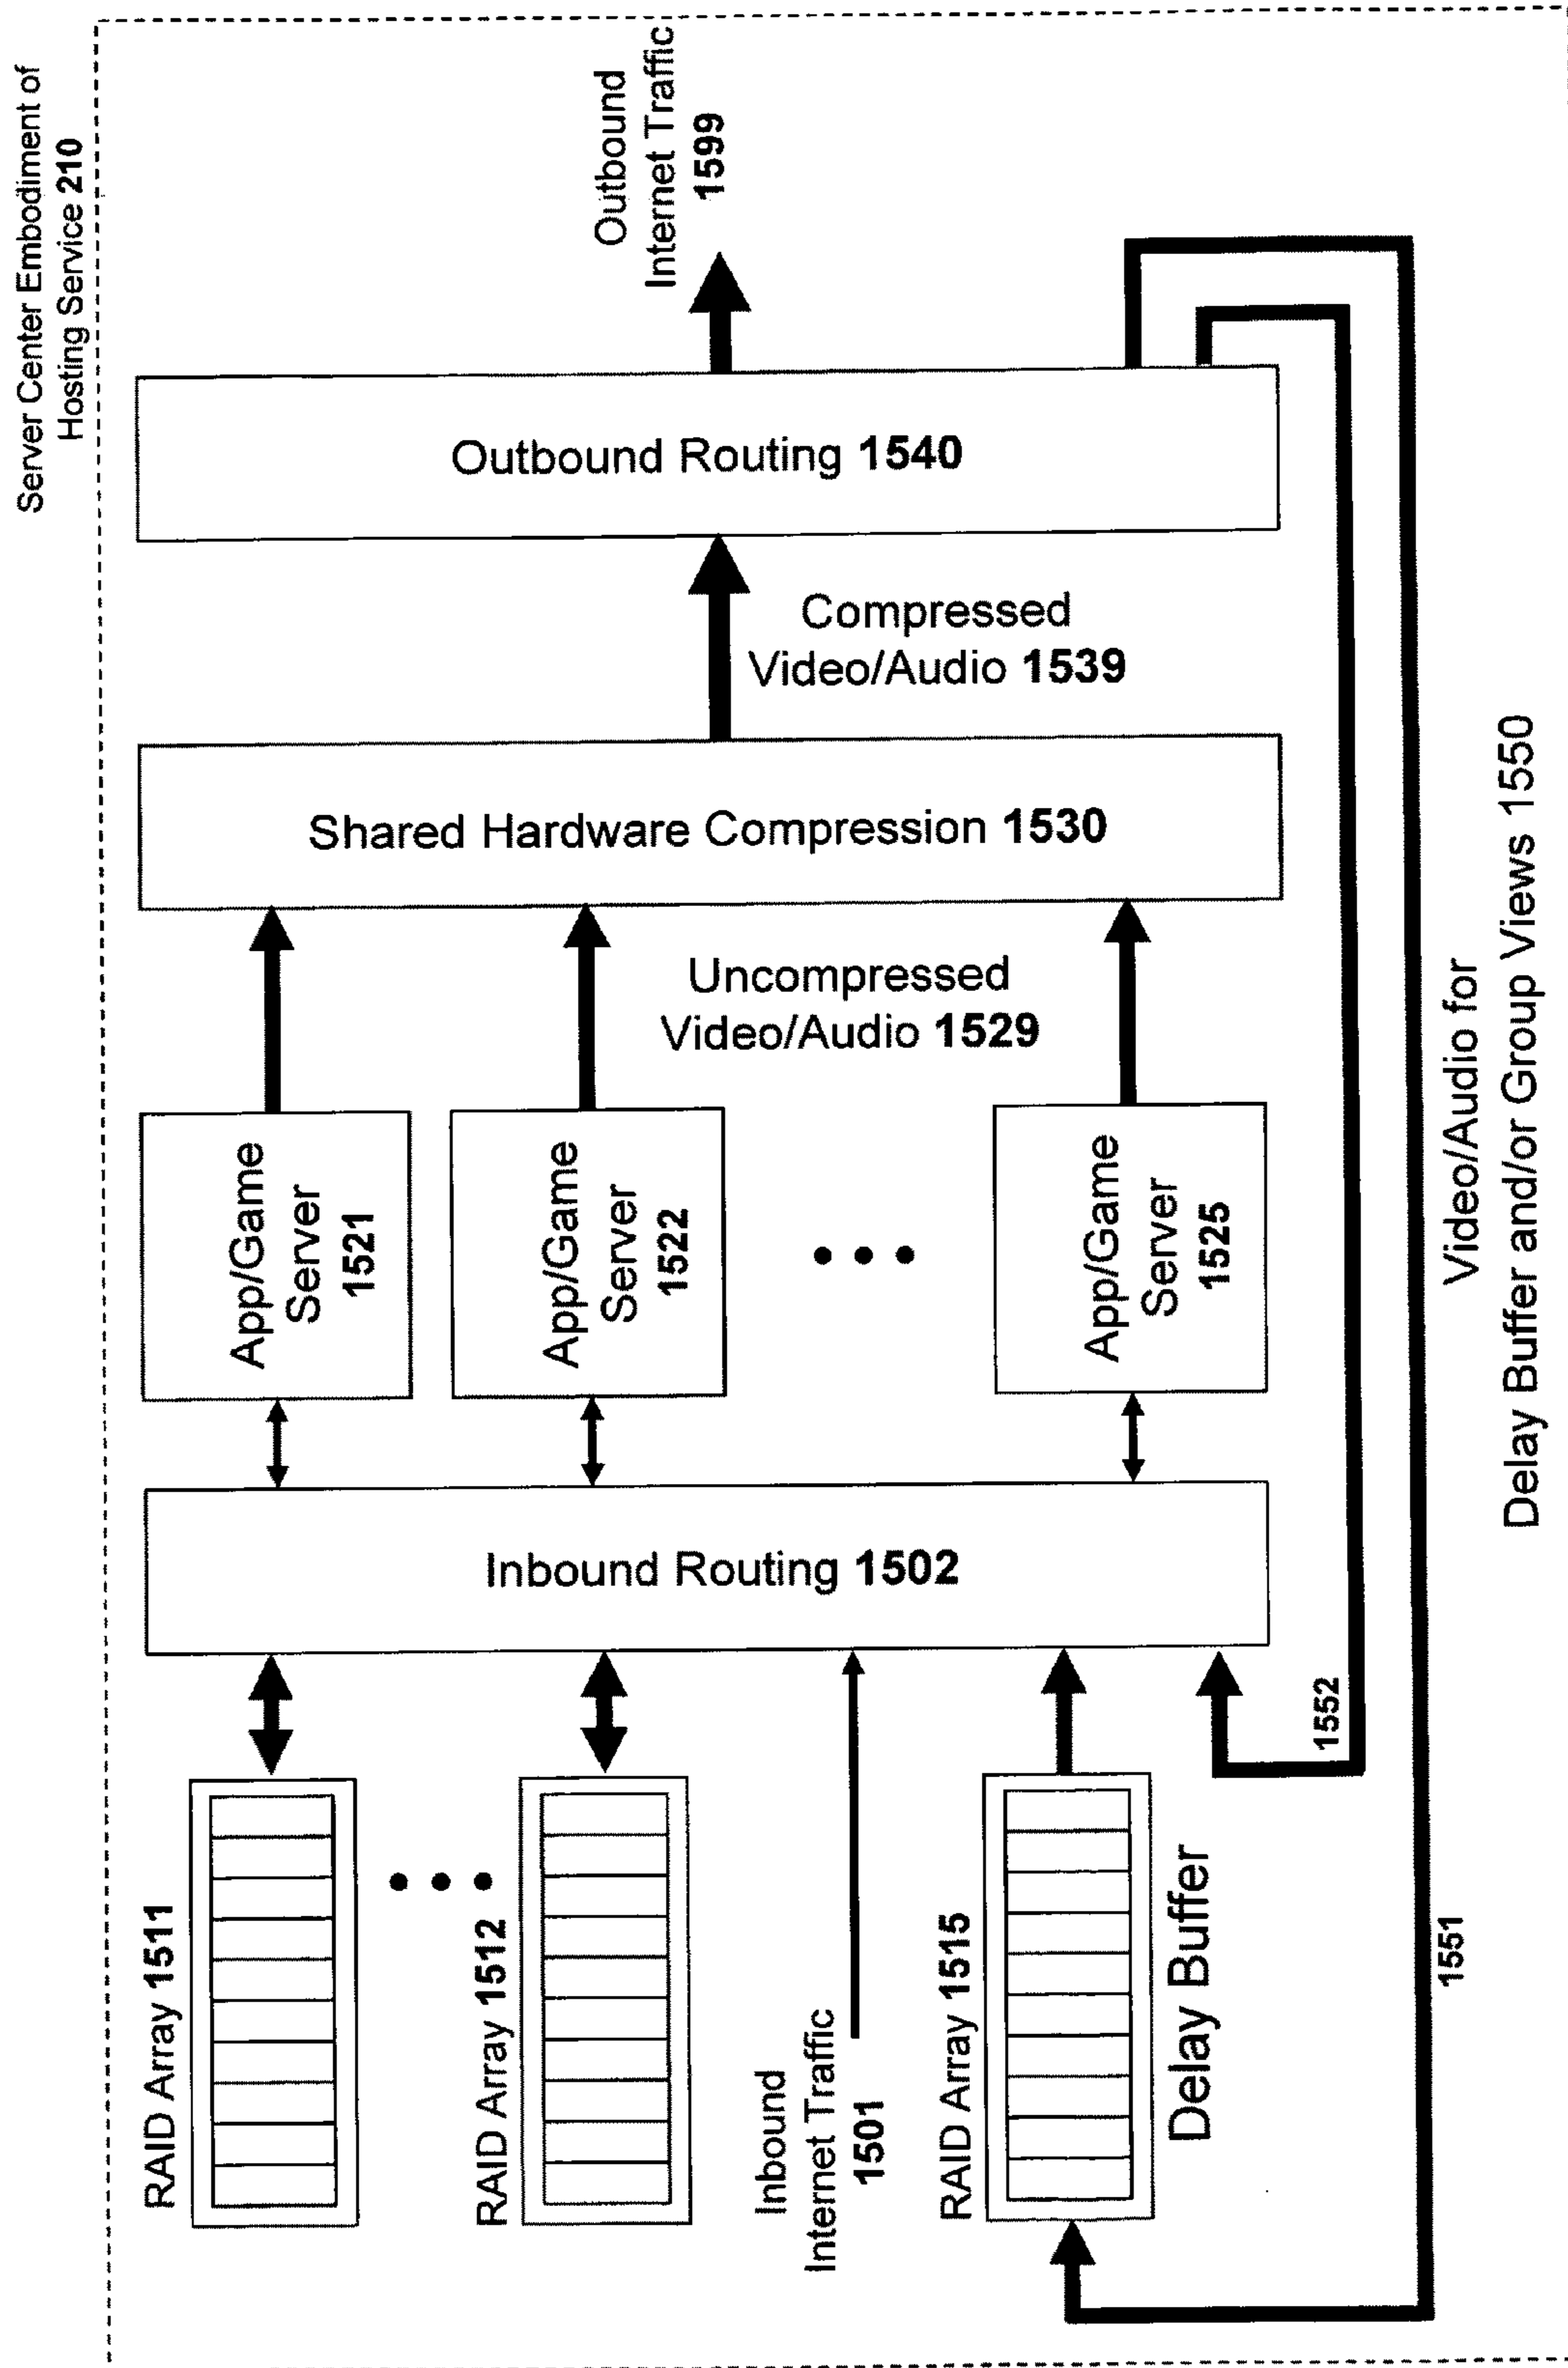 Server Center Embodiment of
Hosting Service 210
RAID Array 1511
RAID Array 1512
Inbound
Internet Traffic
1501
RAID Array 1515
Delay Buffer
Inbound Routing 1502
App/Game
Server
1521
App/Game
Server
1522
App/Game
Server
1525
Uncompressed
Video/Audio 1529
Shared Hardware Compression 1530
Compressed
Video/Audio 1539
Outbound Routing 1540
Outbound
Internet Traffic
1599
1552
1551
Video/Audio for
Delay Buffer and/or Group Views 1550